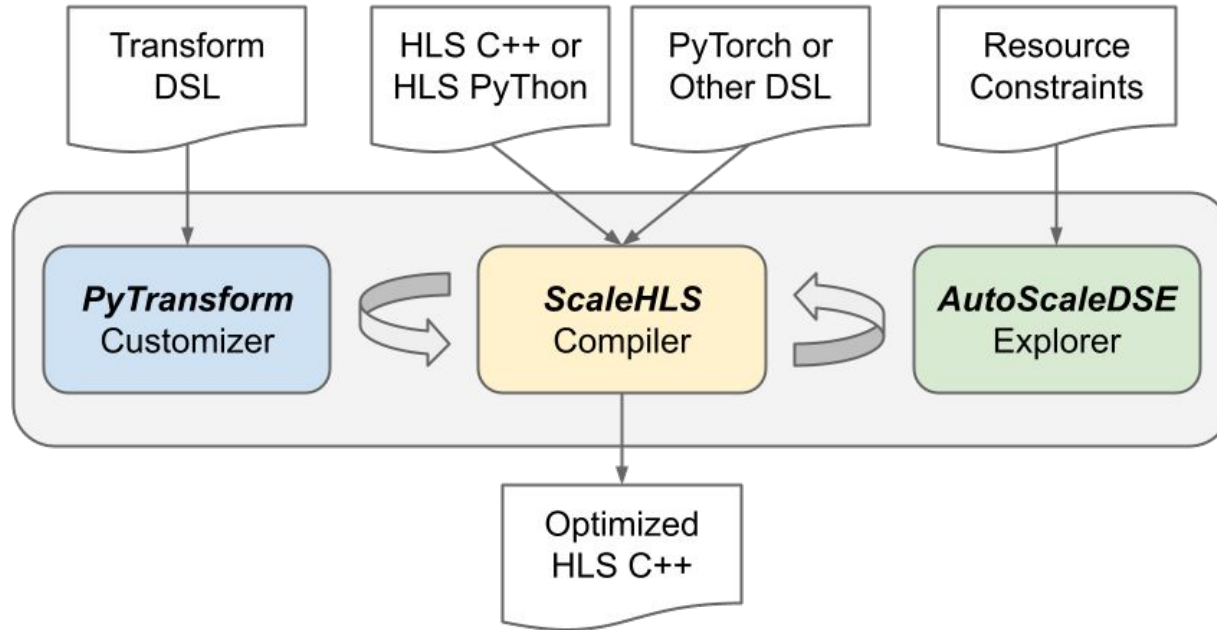 Transform
DSL
HLS C++ or
HLS PyThon
PyTorch or
Other DSL
Resource
Constraints
PyTransform
Customizer
ScaleHLS
Compiler
AutoScaleDSE
Explorer
Optimized
HLS C++